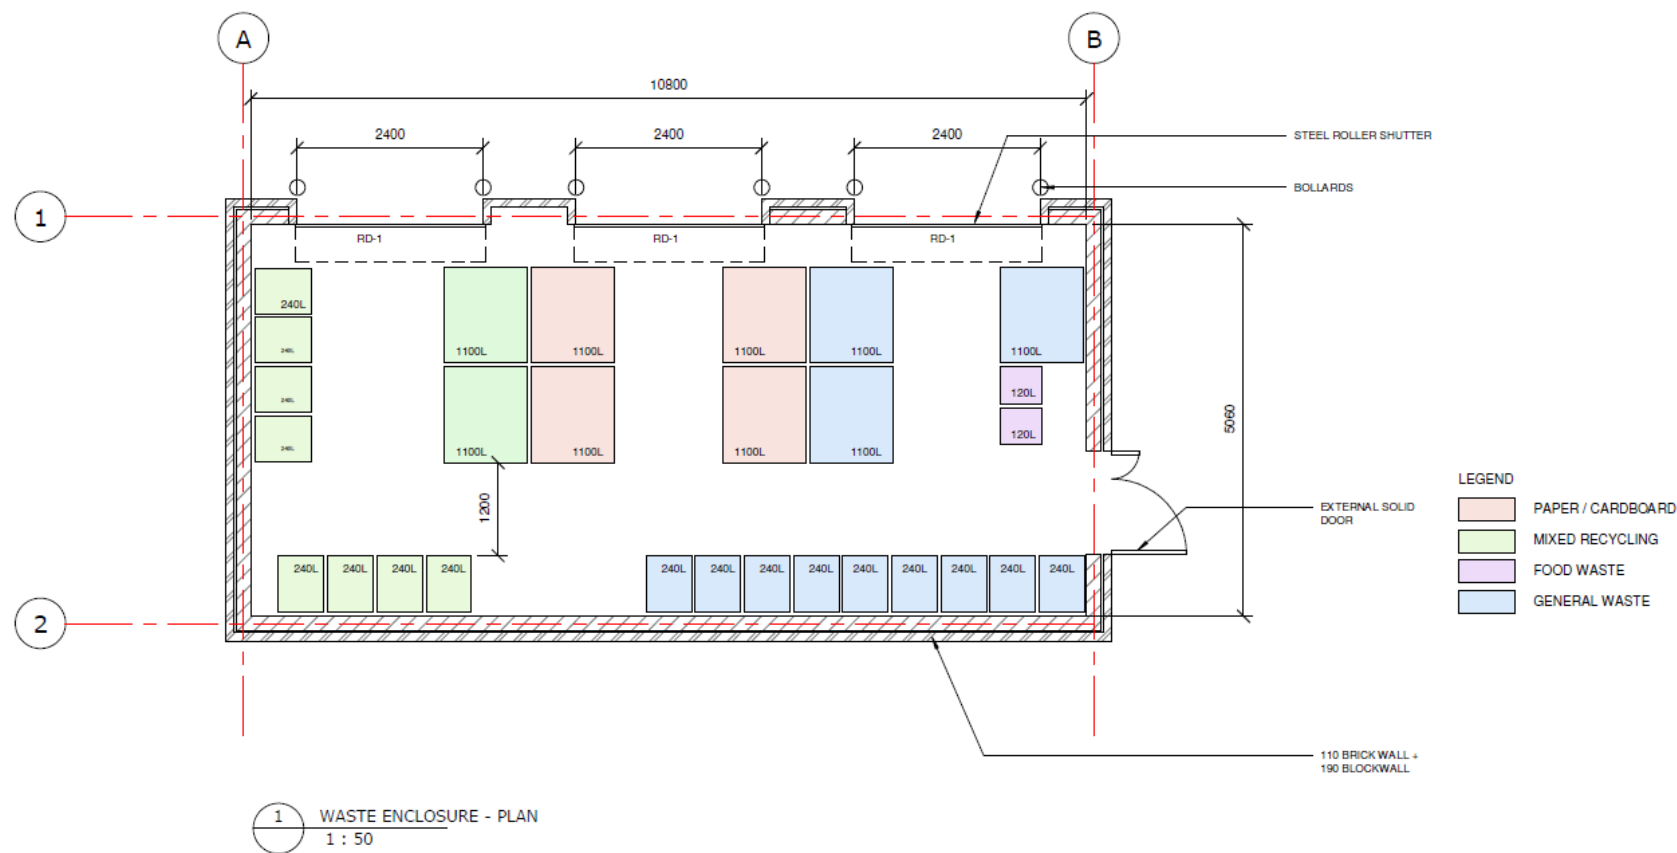 A
B
10800
2400
2400
2400
STEEL ROLLER SHUTTER
BOLLARDS
1
RD-1
RD-1
RD-1
240L
240L
240L
240L
1100L
1100L
1100L
1100L
1100L
1100L
1100L
1100L
1100L
120L
120L
5060
1200
EXTERNAL SOLID
DOOR
LEGEND
PAPER / CARDBOARD
MIXED RECYCLING
FOOD WASTE
GENERAL WASTE
240L
240L
240L
240L
240L
240L
240L
240L
240L
240L
240L
240L
240L
2
110 BRICK WALL +
190 BLOCKWALL
1
WASTE ENCLOSURE - PLAN
1 : 50